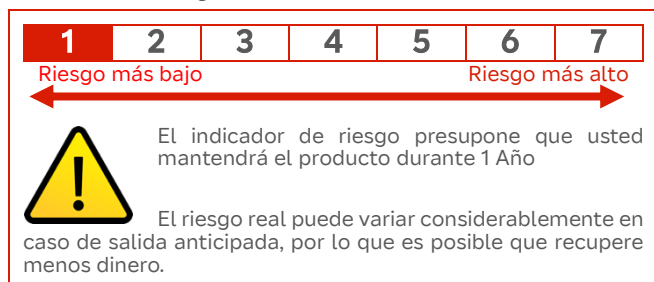 1 2 3 4 5 6 7
Riesgo más bajo Riesgo más alto
El indicador de riesgo presupone que usted
mantendrá el producto durante 1 Año
El riesgo real puede variar considerablemente en
caso de salida anticipada, por lo que es posible que recupere
menos dinero.